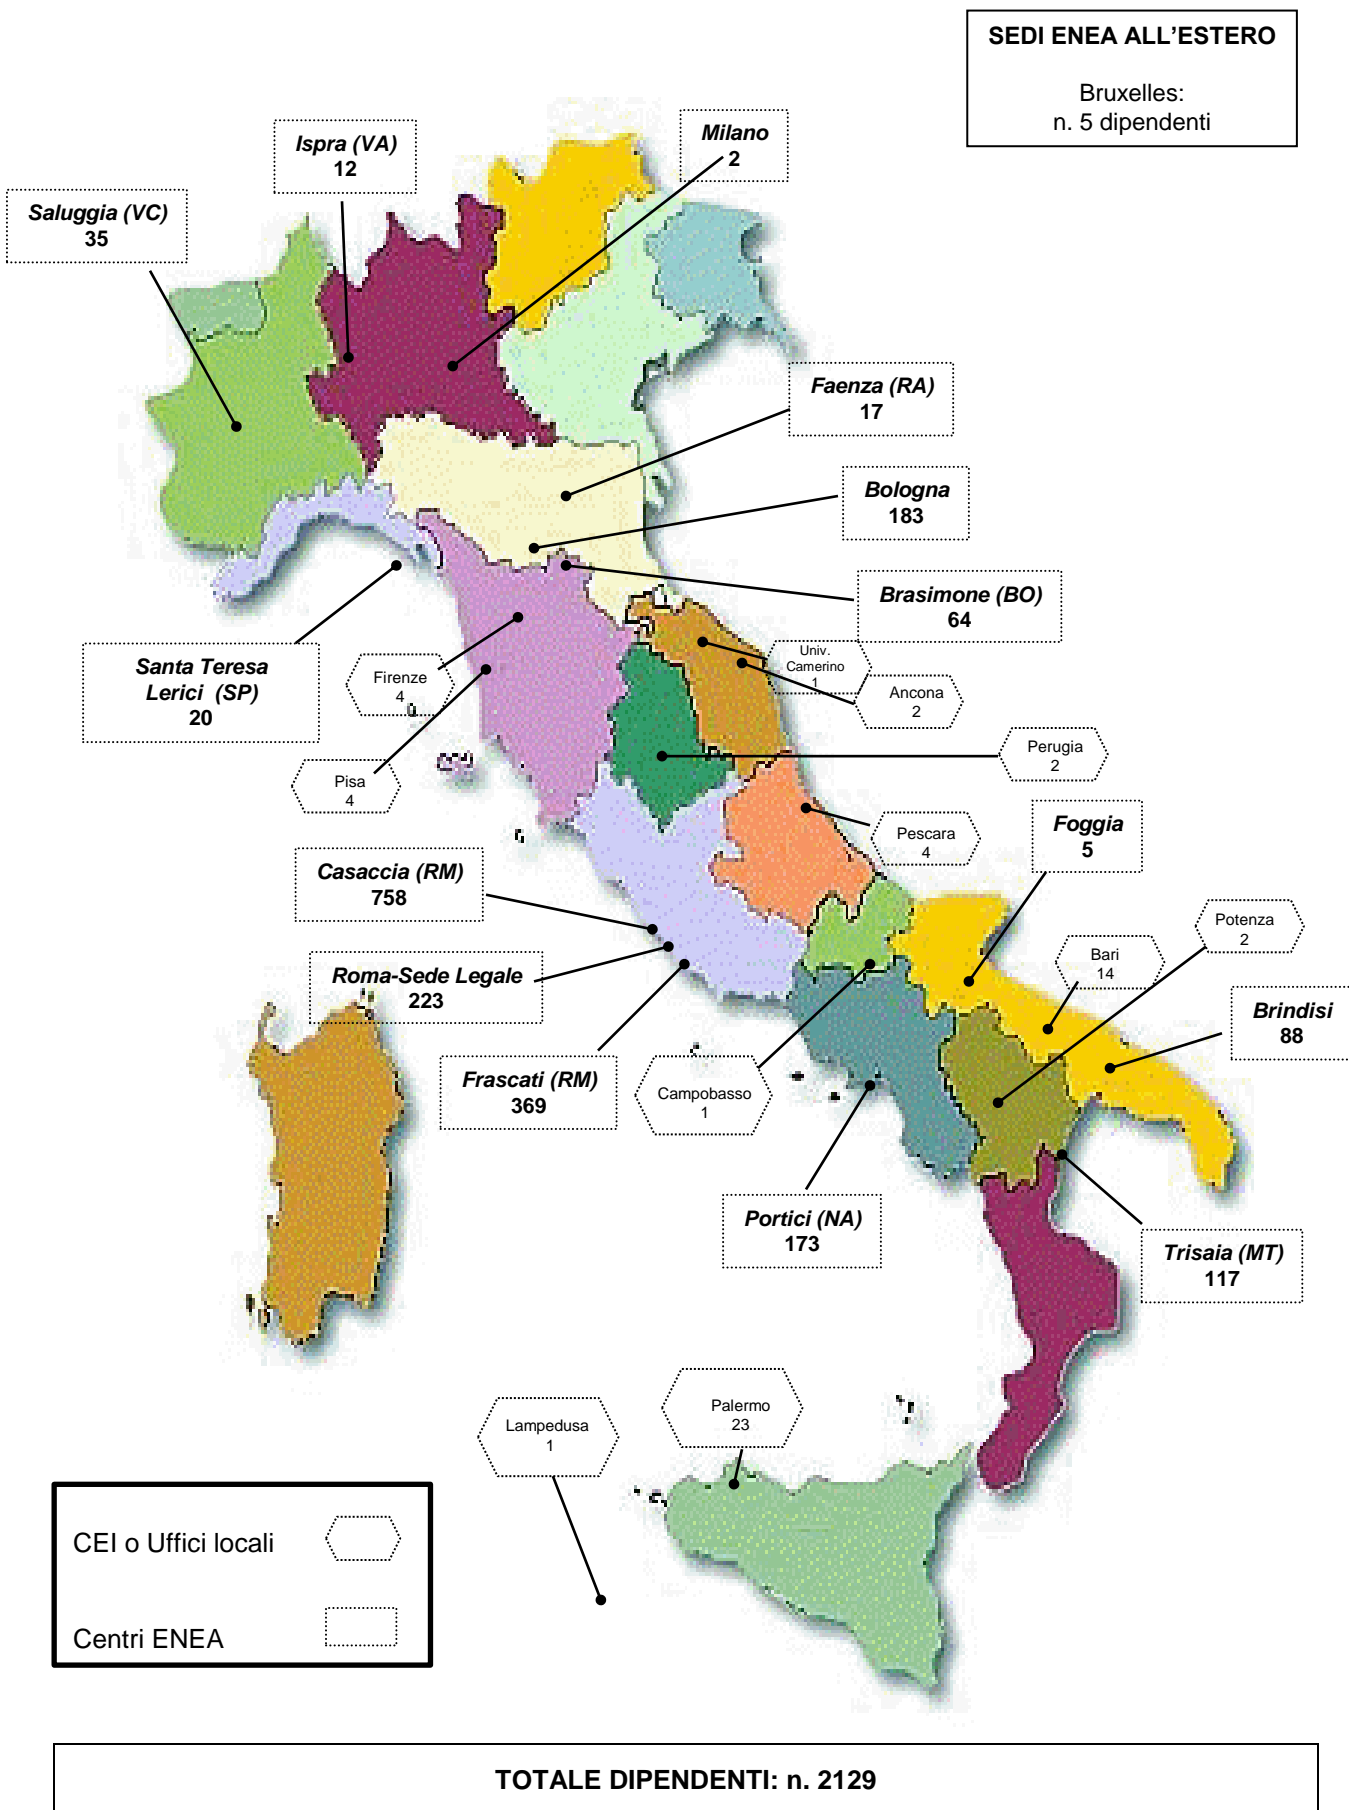 SEDI ENEA ALL’ESTERO
Bruxelles:
n. 5 dipendenti
Ispra (VA)
12
Milano
2
Saluggia (VC)
35
Faenza (RA)
17
Bologna
183
Brasimone (BO)
64
Santa Teresa
Lerici (SP)
20
Firenze
4
Univ.
Camerino
1
Ancona
2
Pisa
4
Perugia
2
Pescara
4
Foggia
5
Casaccia (RM)
758
Potenza
2
Bari
14
Roma-Sede Legale
223
Brindisi
88
Frascati (RM)
369
Campobasso
1
Portici (NA)
173
Trisaia (MT)
117
Lampedusa
1
Palermo
23
CEI o Uffici locali
Centri ENEA
TOTALE DIPENDENTI: n. 2129